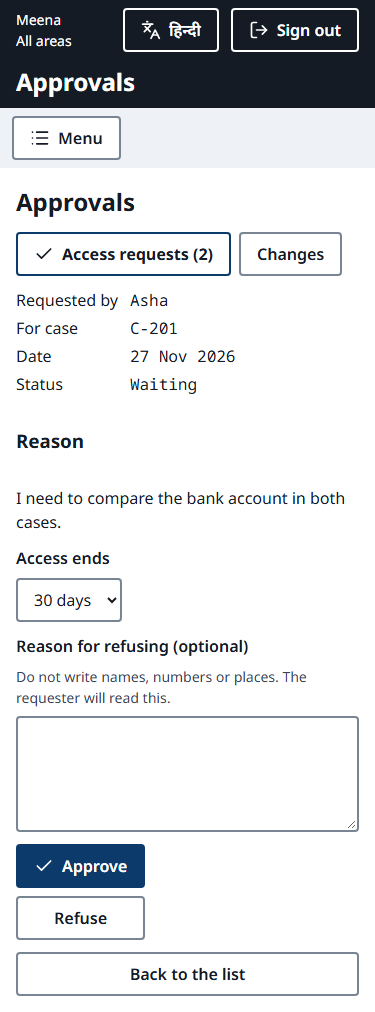 Meena
All areas
हिन्दी
Sign out
Approvals
Menu
Approvals
Access requests (2)
Changes
Requested by Asha
For case C-201
Date 27 Nov 2026
Status Waiting
Reason
I need to compare the bank account in both
cases.
Access ends
30 days
Reason for refusing (optional)
Do not write names, numbers or places. The
requester will read this.
Approve
Refuse
Back to the list